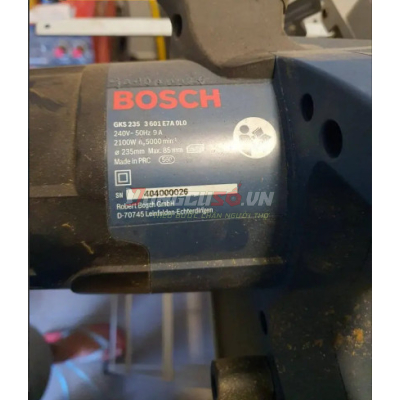 BOSCH
GKS 235 3 601 E7A 0L0
240V~ 50Hz 9 A
2100W n₀5000 min⁻¹
⌀ 235mm Max. 85 mm
Made in PRC
SN 404000026
Robert Bosch GmbH
D-70745 Leinfelden-Echterdingen